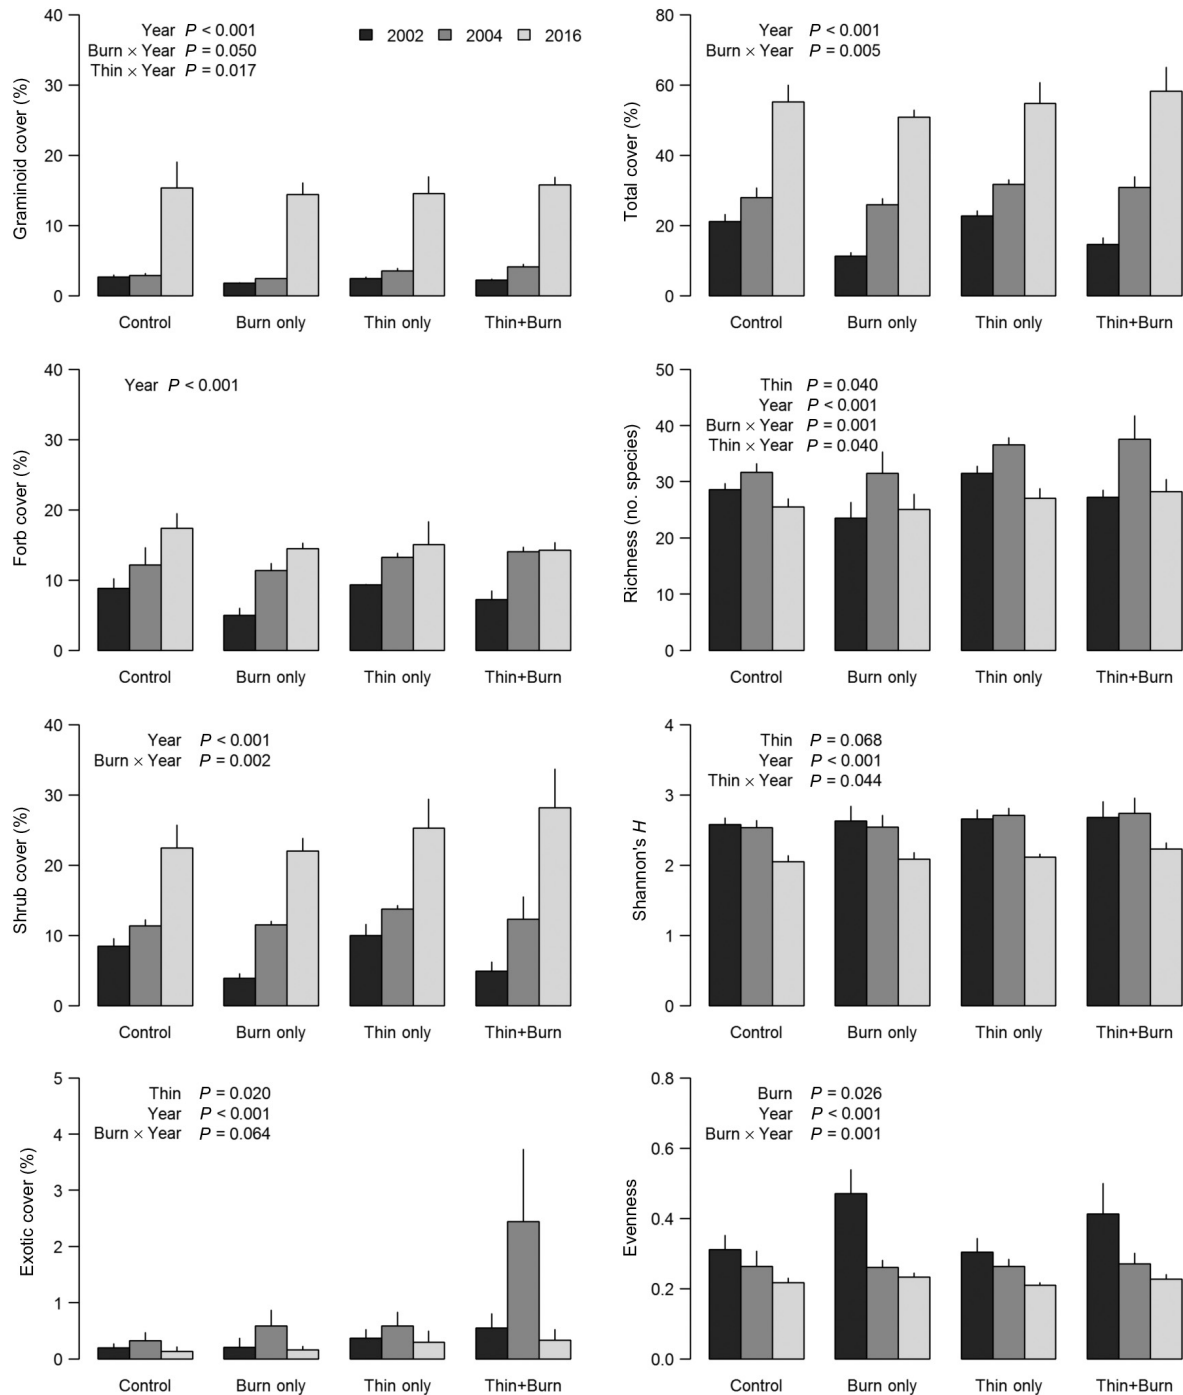 Graminoid cover (%)
40
30
20
10
0
Year P < 0.001
Burn × Year P = 0.050
Thin × Year P = 0.017
2002 2004 2016
Control Burn only Thin only Thin+Burn
Total cover (%)
80
60
40
20
0
Year P < 0.001
Burn × Year P = 0.005
Control Burn only Thin only Thin+Burn
Forb cover (%)
40
30
20
10
0
Year P < 0.001
Control Burn only Thin only Thin+Burn
Richness (no. species)
50
40
30
20
10
0
Thin P = 0.040
Year P < 0.001
Burn × Year P = 0.001
Thin × Year P = 0.040
Control Burn only Thin only Thin+Burn
Shrub cover (%)
40
30
20
10
0
Year P < 0.001
Burn × Year P = 0.002
Control Burn only Thin only Thin+Burn
Shannon's H
4
3
2
1
0
Thin P = 0.068
Year P < 0.001
Thin × Year P = 0.044
Control Burn only Thin only Thin+Burn
Exotic cover (%)
5
4
3
2
1
0
Thin P = 0.020
Year P < 0.001
Burn × Year P = 0.064
Control Burn only Thin only Thin+Burn
Evenness
0.8
0.6
0.4
0.2
0.0
Burn P = 0.026
Year P < 0.001
Burn × Year P = 0.001
Control Burn only Thin only Thin+Burn